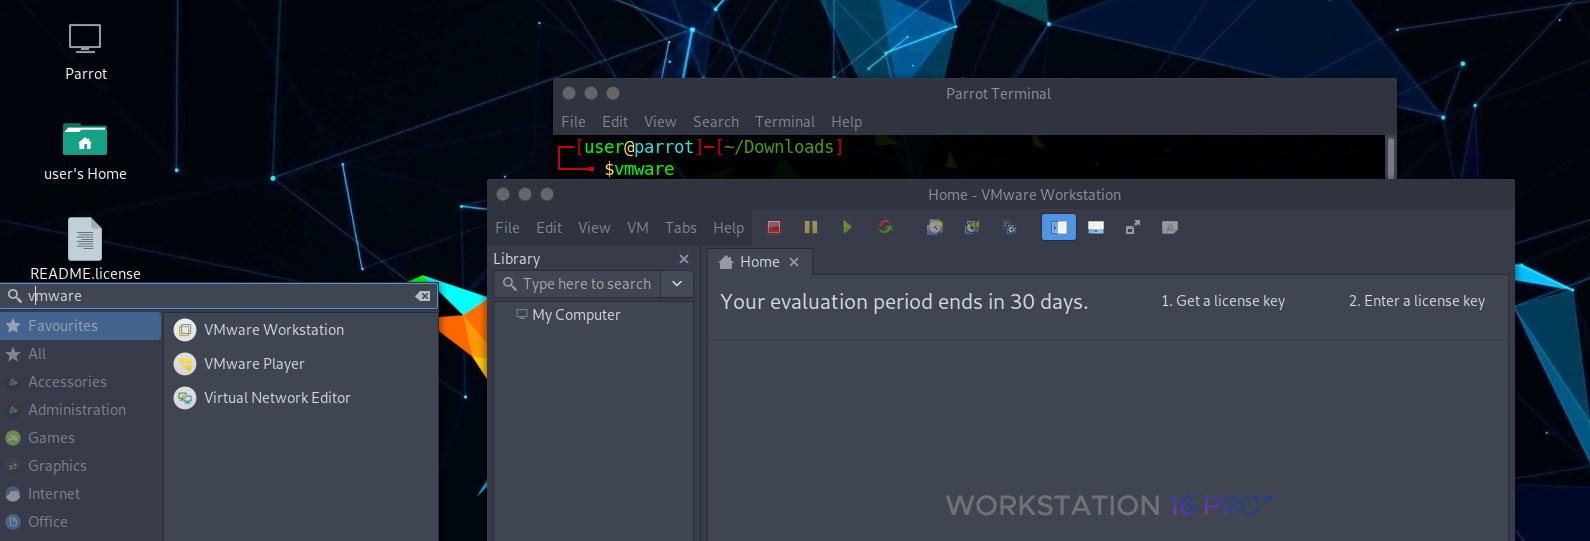 Parrot
user's Home
README.license
vmware
Favourites
All
Accessories
Administration
Games
Graphics
Internet
Office
VMware Workstation
VMware Player
Virtual Network Editor
Parrot Terminal
File Edit View Search Terminal Help
[user@parrot]─[~/Downloads]
$vmware
Home - VMware Workstation
File Edit View VM Tabs Help
Library
Type here to search
My Computer
Home
Your evaluation period ends in 30 days. 1. Get a license key 2. Enter a license key
WORKSTATION 16 PRO™